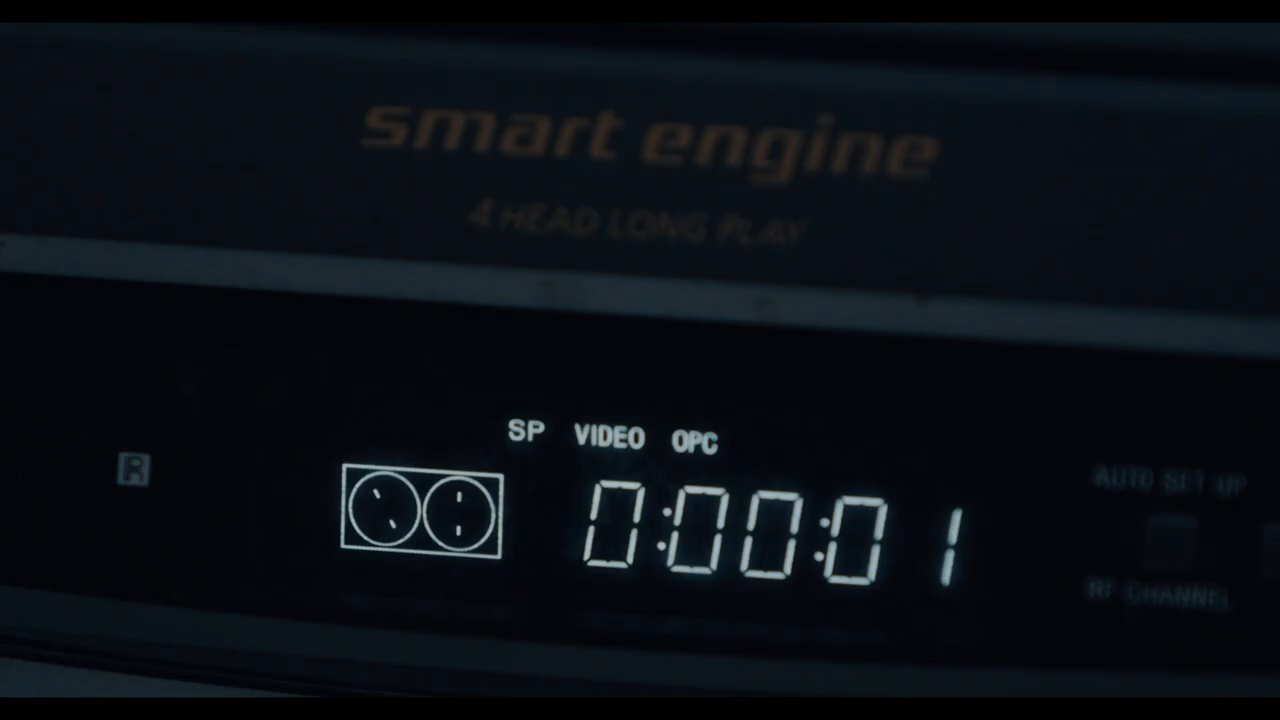 smart engine
4 HEAD LONG PLAY
SP VIDEO OPC
R
0:00:01
AUTO SET UP
RF CHANNEL